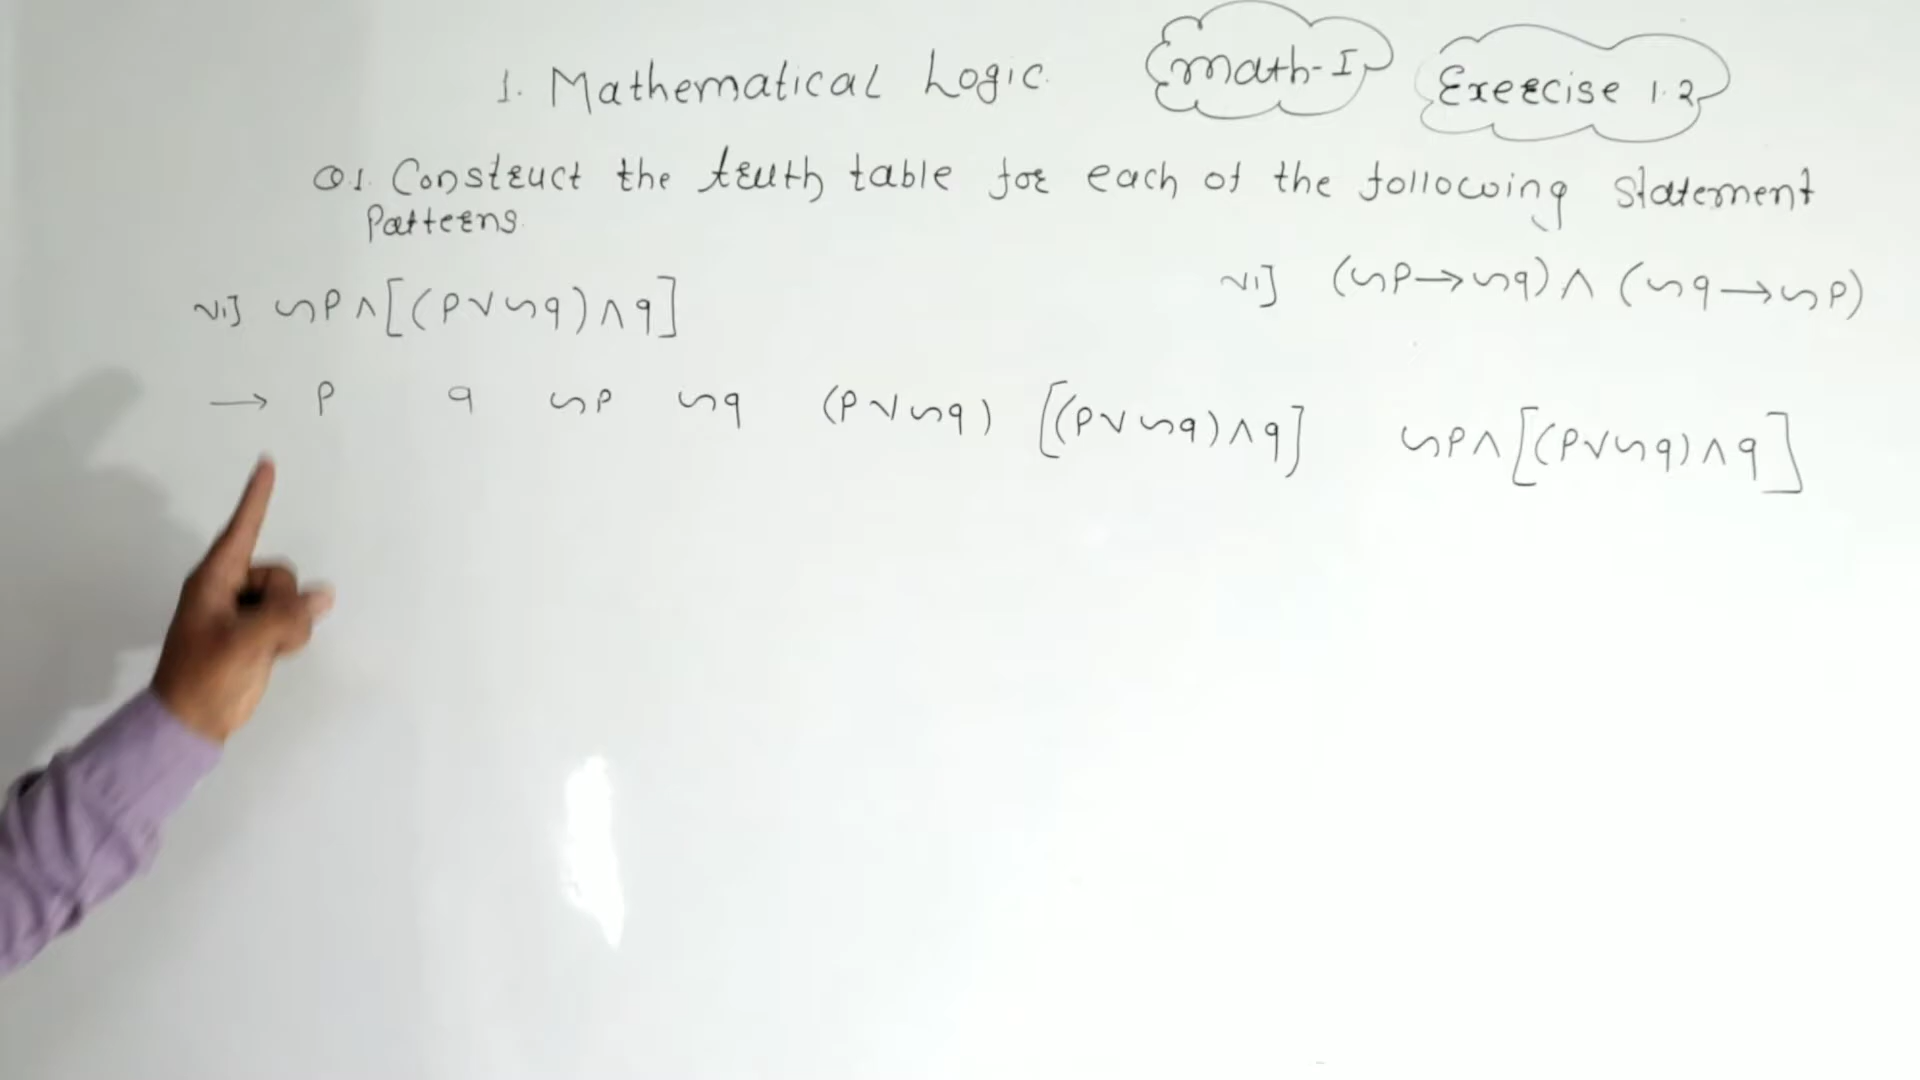 1. Mathematical Logic. Math-I Exercise 1.2
Q1. Construct the truth table for each of the following statement
Patterns.
vi] ∽p∧[(p∨∽q)∧q]
vi] (∽p→∽q)∧(∽q→∽p)
→ p q ∽p ∽q (p∨∽q) [(p∨∽q)∧q] ∽p∧[(p∨∽q)∧q]